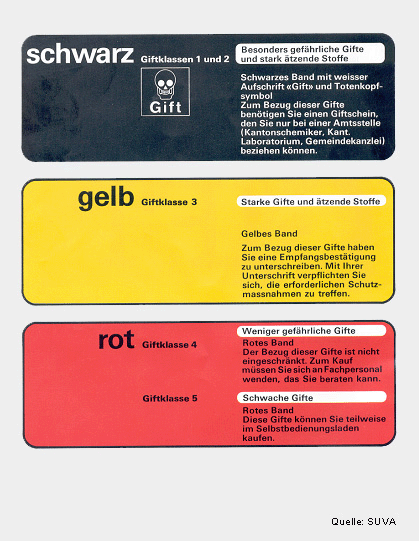 schwarz Giftklassen 1 und 2
Besonders gefährliche Gifte
und stark ätzende Stoffe
Gift
Schwarzes Band mit weisser
Aufschrift «Gift» und Totenkopf-
symbol
Zum Bezug dieser Gifte
benötigen Sie einen Giftschein,
den Sie nur bei einer Amtsstelle
(Kantonschemiker, Kant.
Laboratorium, Gemeindekanzlei)
beziehen können.
gelb Giftklasse 3
Starke Gifte und ätzende Stoffe
Gelbes Band
Zum Bezug dieser Gifte haben
Sie eine Empfangsbestätigung
zu unterschreiben. Mit Ihrer
Unterschrift verpflichten Sie
sich, die erforderlichen Schutz-
massnahmen zu treffen.
rot Giftklasse 4
Weniger gefährliche Gifte
Rotes Band
Der Bezug dieser Gifte ist nicht
eingeschränkt. Zum Kauf
müssen Sie sich an Fachpersonal
wenden, das Sie beraten kann.
Giftklasse 5
Schwache Gifte
Rotes Band
Diese Gifte können Sie teilweise
im Selbstbedienungsladen
kaufen.
Quelle: SUVA